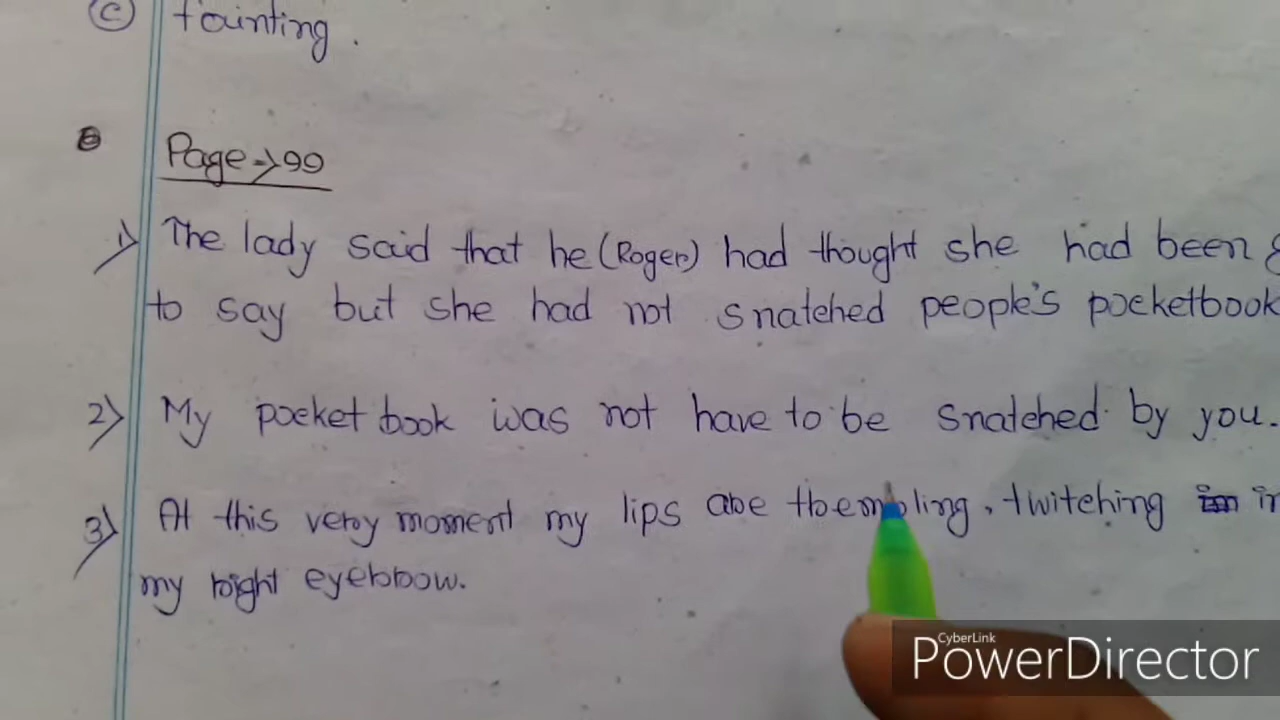 C tainting.
Page → 99
1) The lady said that he (Roger) had thought she had been
to say but she had not snatched people's pocketbook
2) My pocket book was not have to be snatched by you.
3) At this very moment my lips are trembling, twitching in
my right eyebrow.
CyberLink
PowerDirector